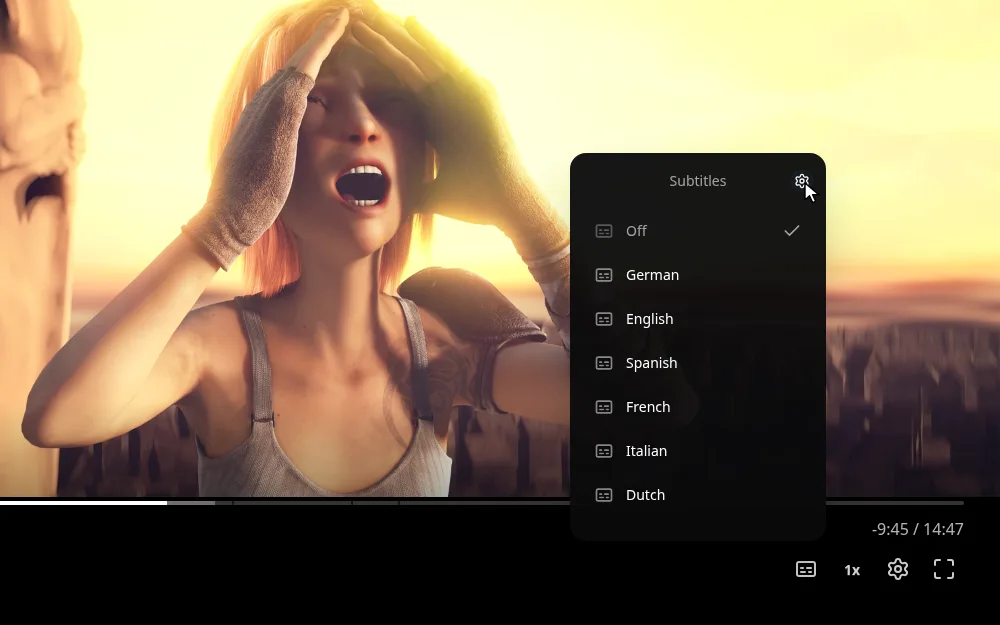 Subtitles
Off
German
English
Spanish
French
Italian
Dutch
-9:45 / 14:47
1x